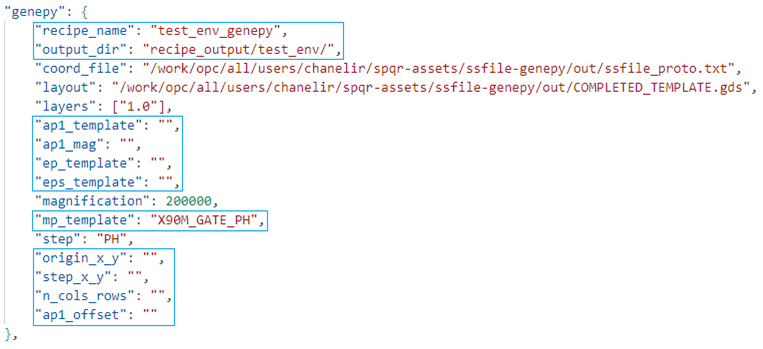 "genepy": {
"recipe_name": "test_env_genepy",
"output_dir": "recipe_output/test_env/",
"coord_file": "/work/opc/all/users/chanelir/spqr-assets/ssfile-genepy/out/ssfile_proto.txt",
"layout": "/work/opc/all/users/chanelir/spqr-assets/ssfile-genepy/out/COMPLETED_TEMPLATE.gds",
"layers": ["1.0"],
"ap1_template": "",
"ap1_mag": "",
"ep_template": "",
"eps_template": "",
"magnification": 200000,
"mp_template": "X90M_GATE_PH",
"step": "PH",
"origin_x_y": "",
"step_x_y": "",
"n_cols_rows": "",
"ap1_offset": ""
},